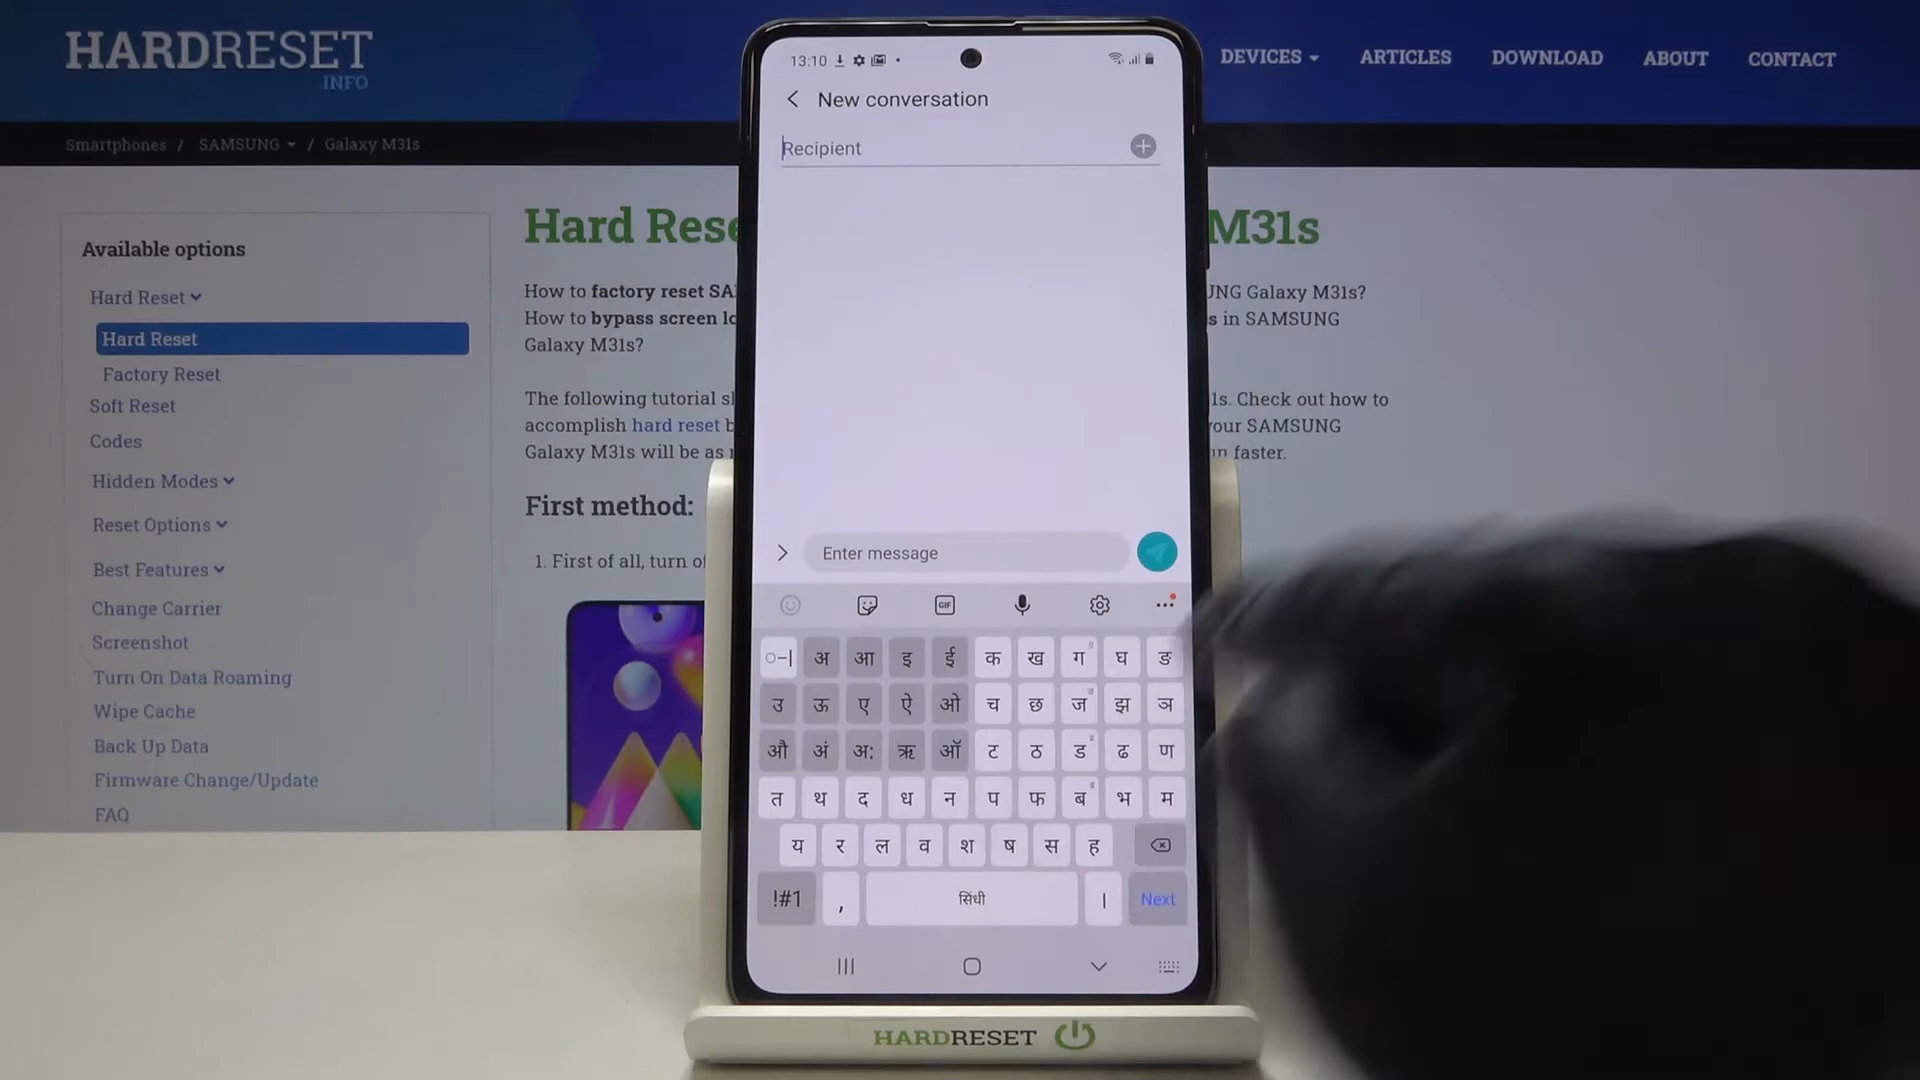 HARDRESET
INFO
DEVICES
ARTICLES
DOWNLOAD
ABOUT
CONTACT
Smartphones / SAMSUNG / Galaxy M31s
Available options
Hard Reset
Hard Reset
Factory Reset
Soft Reset
Codes
Hidden Modes
Reset Options
Best Features
Change Carrier
Screenshot
Turn On Data Roaming
Wipe Cache
Back Up Data
Firmware Change/Update
FAQ
Hard Rese M31s
How to factory reset SA UNG Galaxy M31s?
How to bypass screen lo s in SAMSUNG
Galaxy M31s?
The following tutorial s 1s. Check out how to
accomplish hard reset b your SAMSUNG
Galaxy M31s will be as n faster.
First method:
1. First of all, turn of
13:10
New conversation
Recipient
Enter message
GIF
अ आ इ ई क ख ग घ ङ
उ ऊ ए ऐ ओ च छ ज झ ञ
औ अं अः ऋ ऑ ट ठ ड ढ ण
त थ द ध न प फ ब भ म
य र ल व श ष स ह
!#1 , सिंधी । Next
HARDRESET